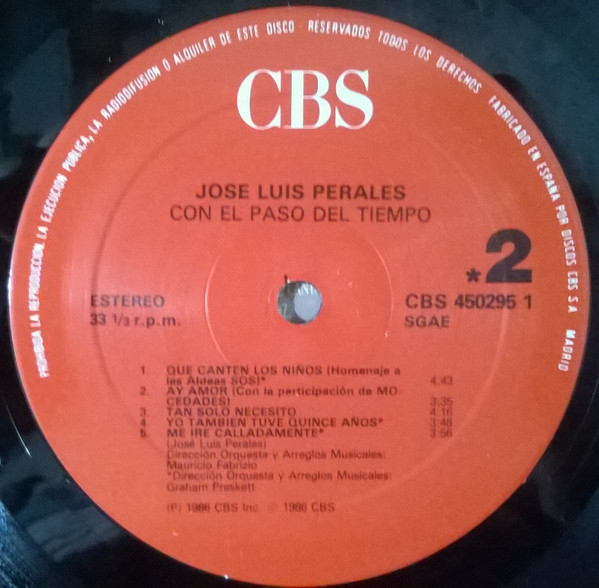 PROHIBIDA LA REPRODUCCION, LA EJECUCION PUBLICA, LA RADIODIFUSION O ALQUILER DE ESTE DISCO · RESERVADOS TODOS LOS DERECHOS · FABRICADO EN ESPAÑA POR DISCOS CBS S.A. MADRID
CBS
JOSE LUIS PERALES
CON EL PASO DEL TIEMPO
*2
ESTEREO
33 1/3 r.p.m.
CBS 450295 1
SGAE
1. QUE CANTEN LOS NIÑOS (Homenaje a
las Aldeas SOS)* 4:43
2. AY AMOR (Con la participación de MO-
CEDADES) 3:35
3. TAN SOLO NECESITO 4:16
4. YO TAMBIEN TUVE QUINCE AÑOS* 3:48
5. ME IRE CALLADAMENTE* 3:56
(José Luis Perales)
Dirección Orquesta y Arreglos Musicales:
Mauricio Fabrizio
*Dirección Orquesta y Arreglos Musicales:
Graham Preskett
(P) 1986 CBS Inc. © 1986 CBS